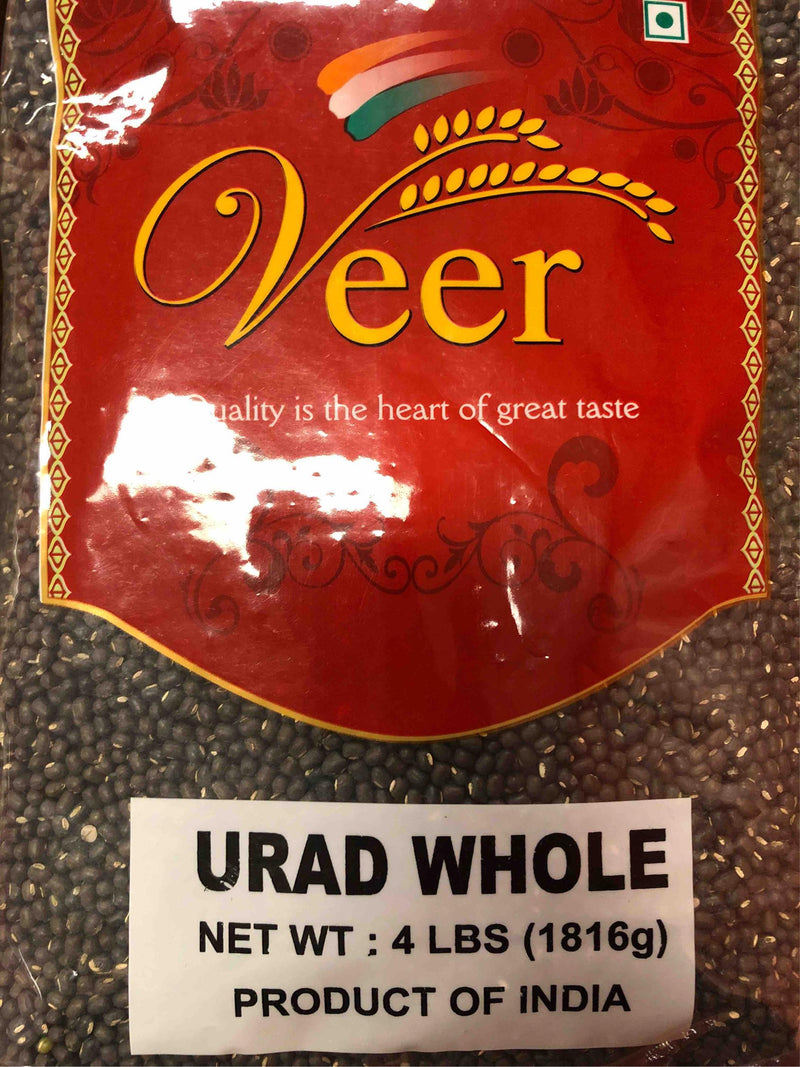 Veer
Quality is the heart of great taste
URAD WHOLE
NET WT : 4 LBS (1816g)
PRODUCT OF INDIA